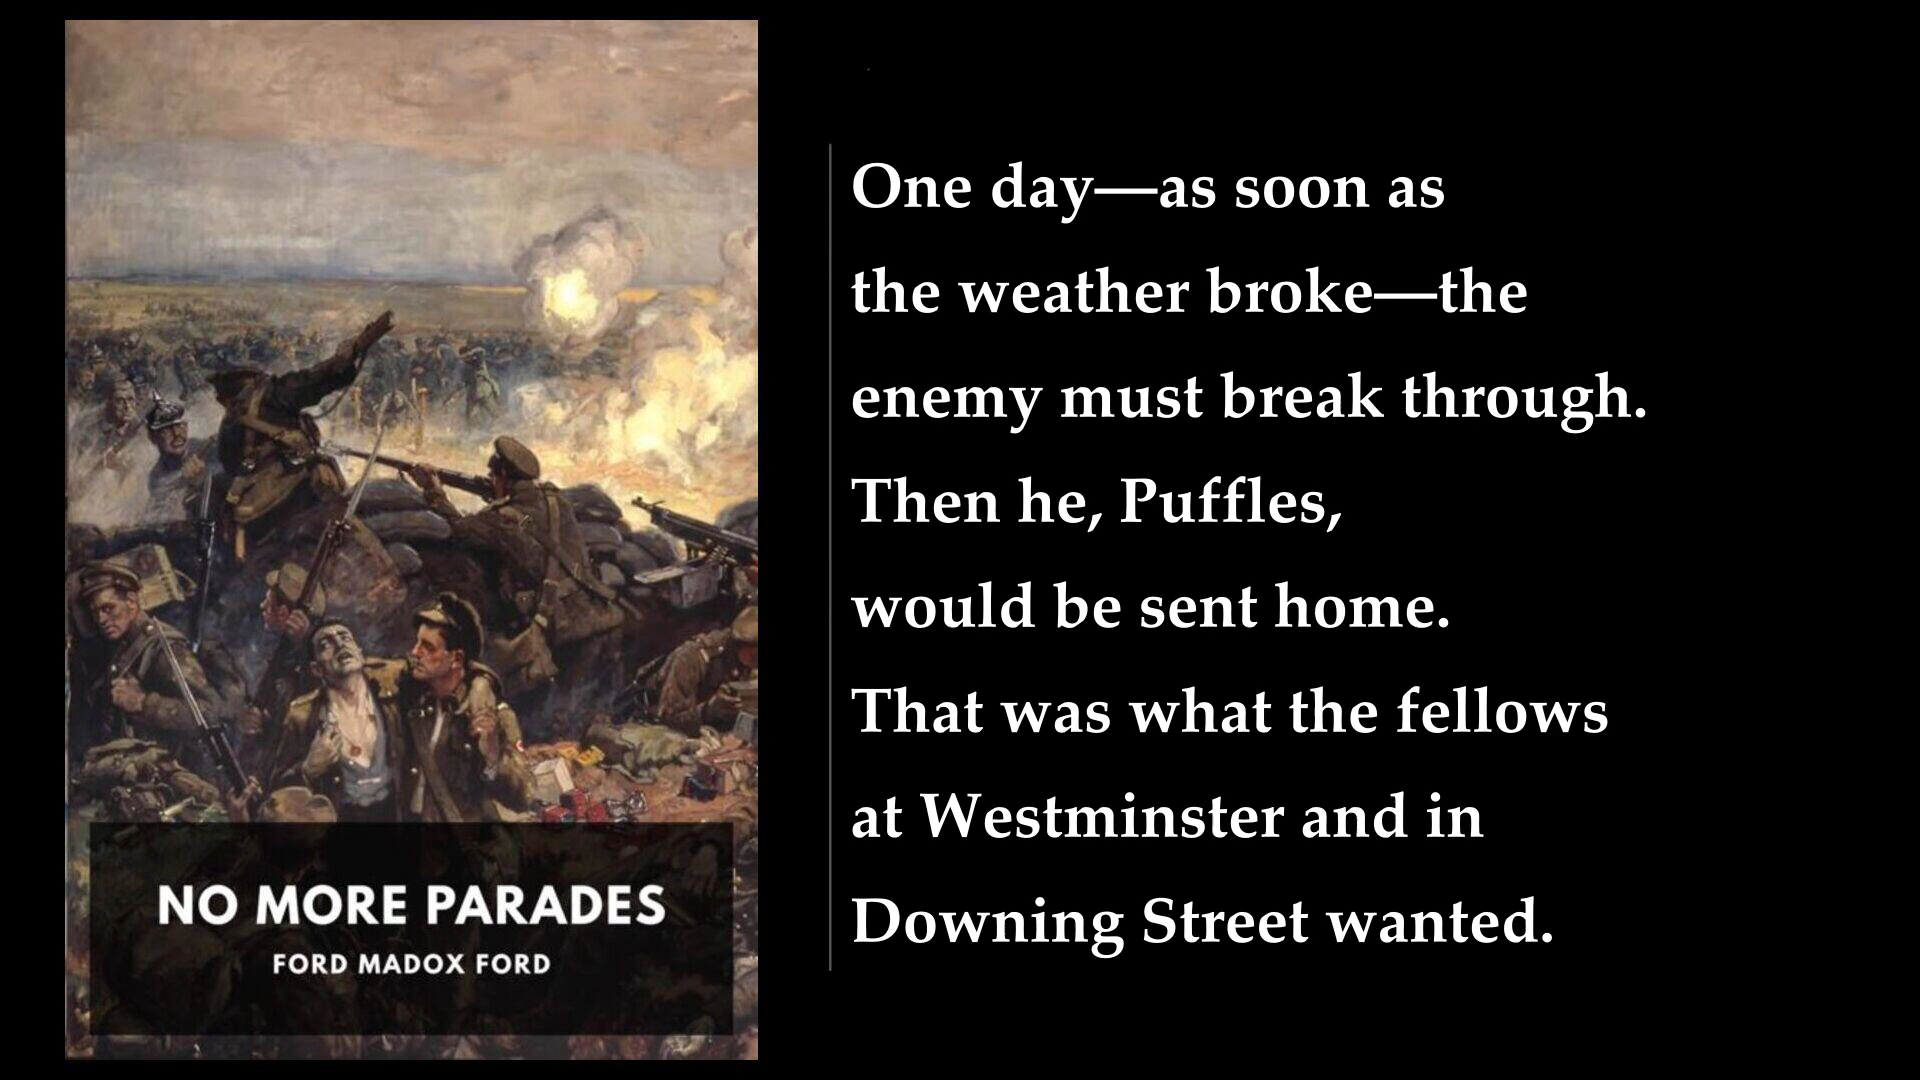 NO MORE PARADES
FORD MADOX FORD
One day—as soon as
the weather broke—the
enemy must break through.
Then he, Puffles,
would be sent home.
That was what the fellows
at Westminster and in
Downing Street wanted.